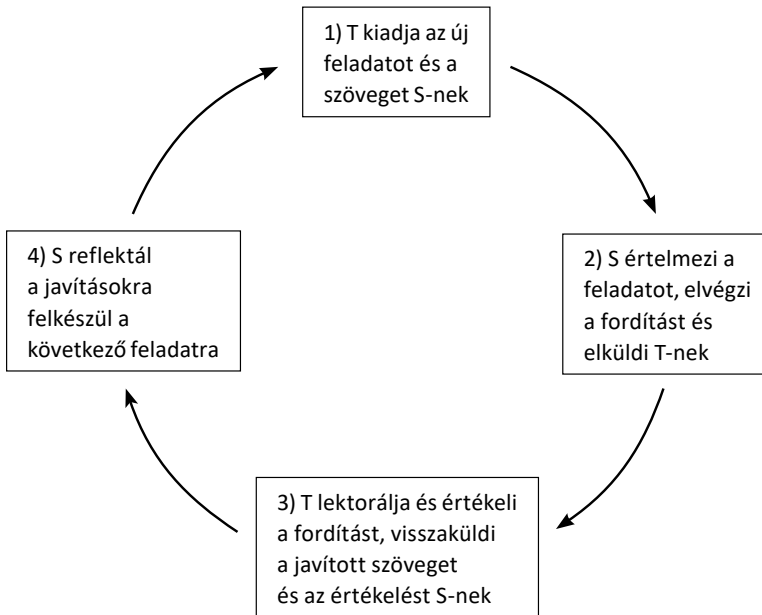 1) T kiadja az új
feladatot és a
szöveget S-nek
2) S értelmezi a
feladatot, elvégzi
a fordítást és
elküldi T-nek
3) T lektorálja és értékeli
a fordítást, visszaküldi
a javított szöveget
és az értékelést S-nek
4) S reflektál
a javításokra
felkészül a
következő feladatra